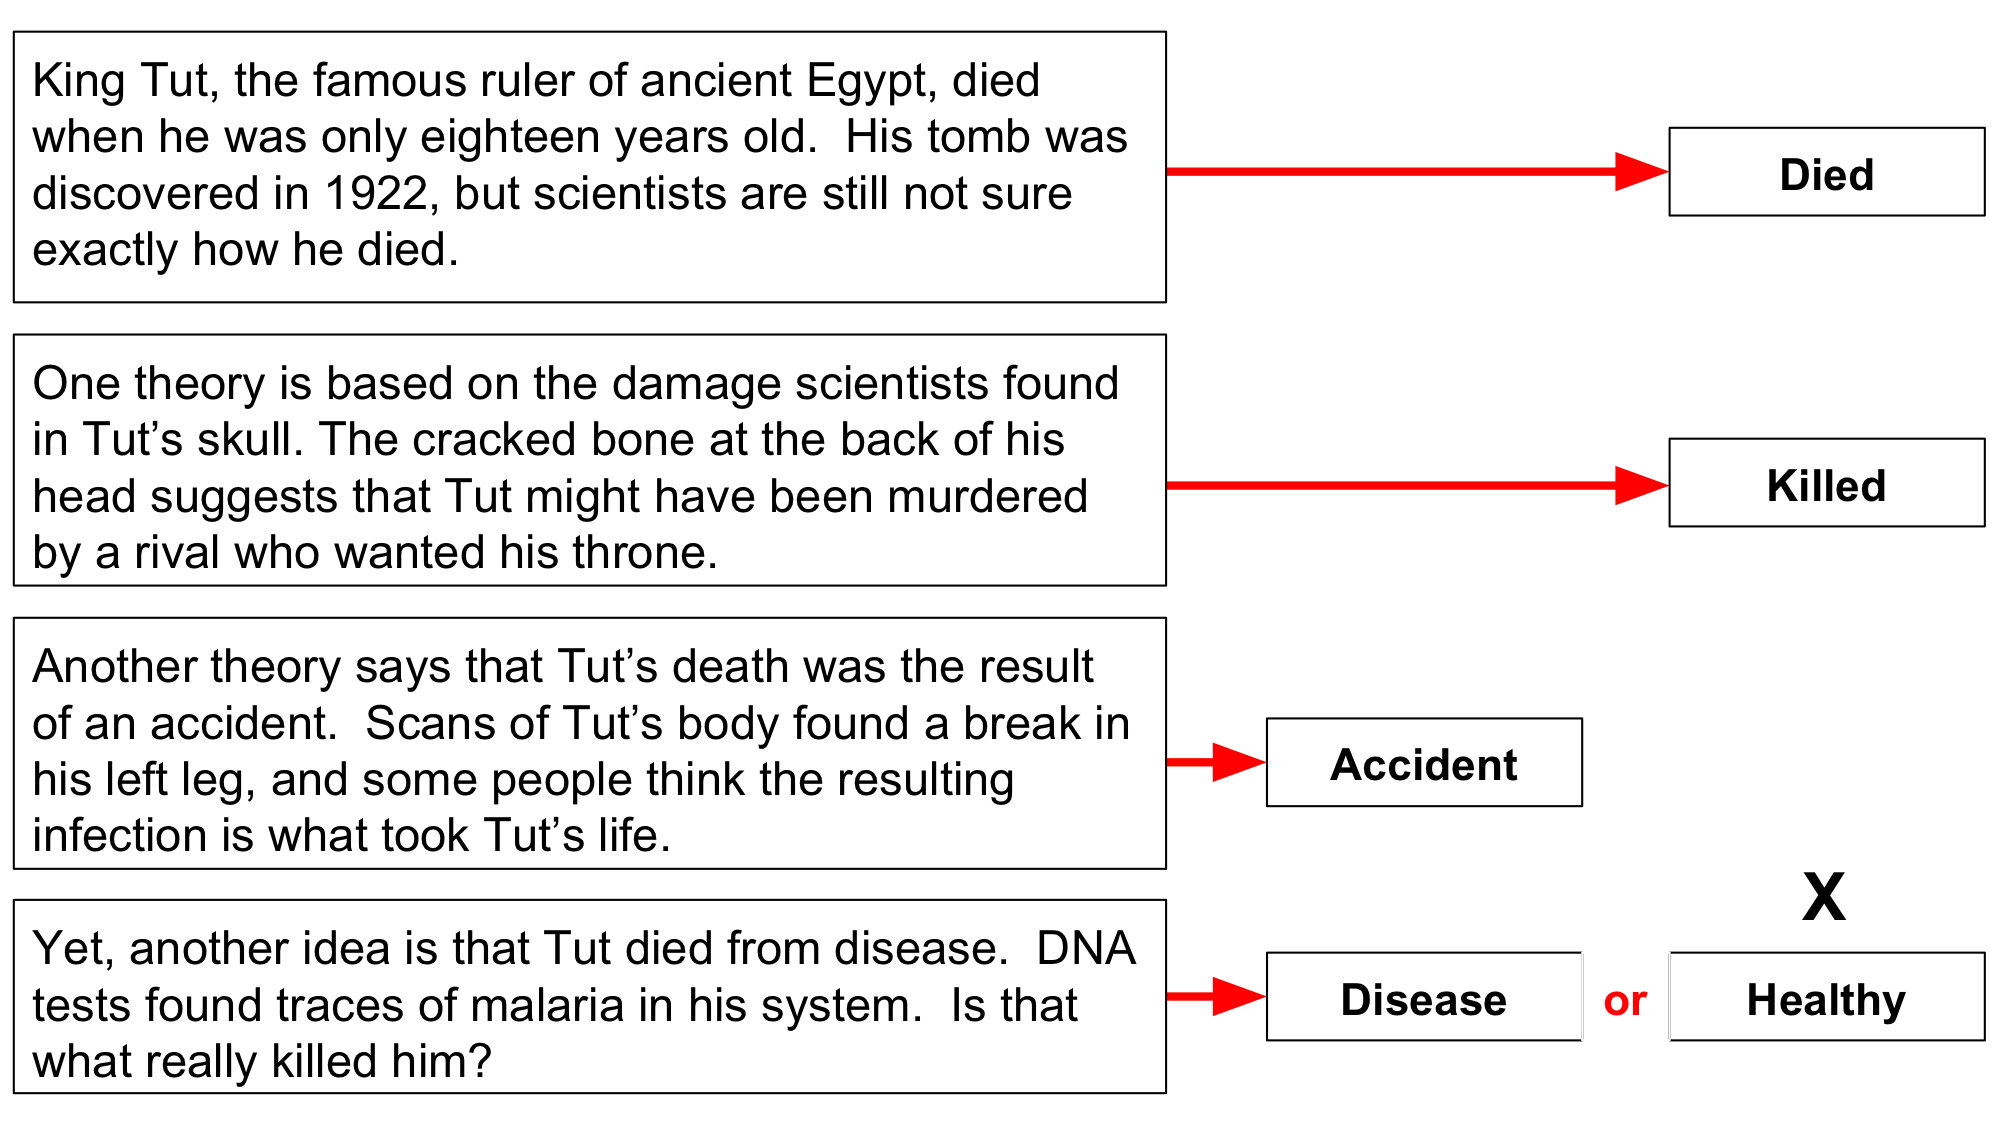 King Tut, the famous ruler of ancient Egypt, died
when he was only eighteen years old.  His tomb was
discovered in 1922, but scientists are still not sure
exactly how he died.
Died
One theory is based on the damage scientists found
in Tut’s skull. The cracked bone at the back of his
head suggests that Tut might have been murdered
by a rival who wanted his throne.
Killed
Another theory says that Tut’s death was the result
of an accident.  Scans of Tut’s body found a break in
his left leg, and some people think the resulting
infection is what took Tut’s life.
Accident
Yet, another idea is that Tut died from disease.  DNA
tests found traces of malaria in his system.  Is that
what really killed him?
X
Disease or Healthy